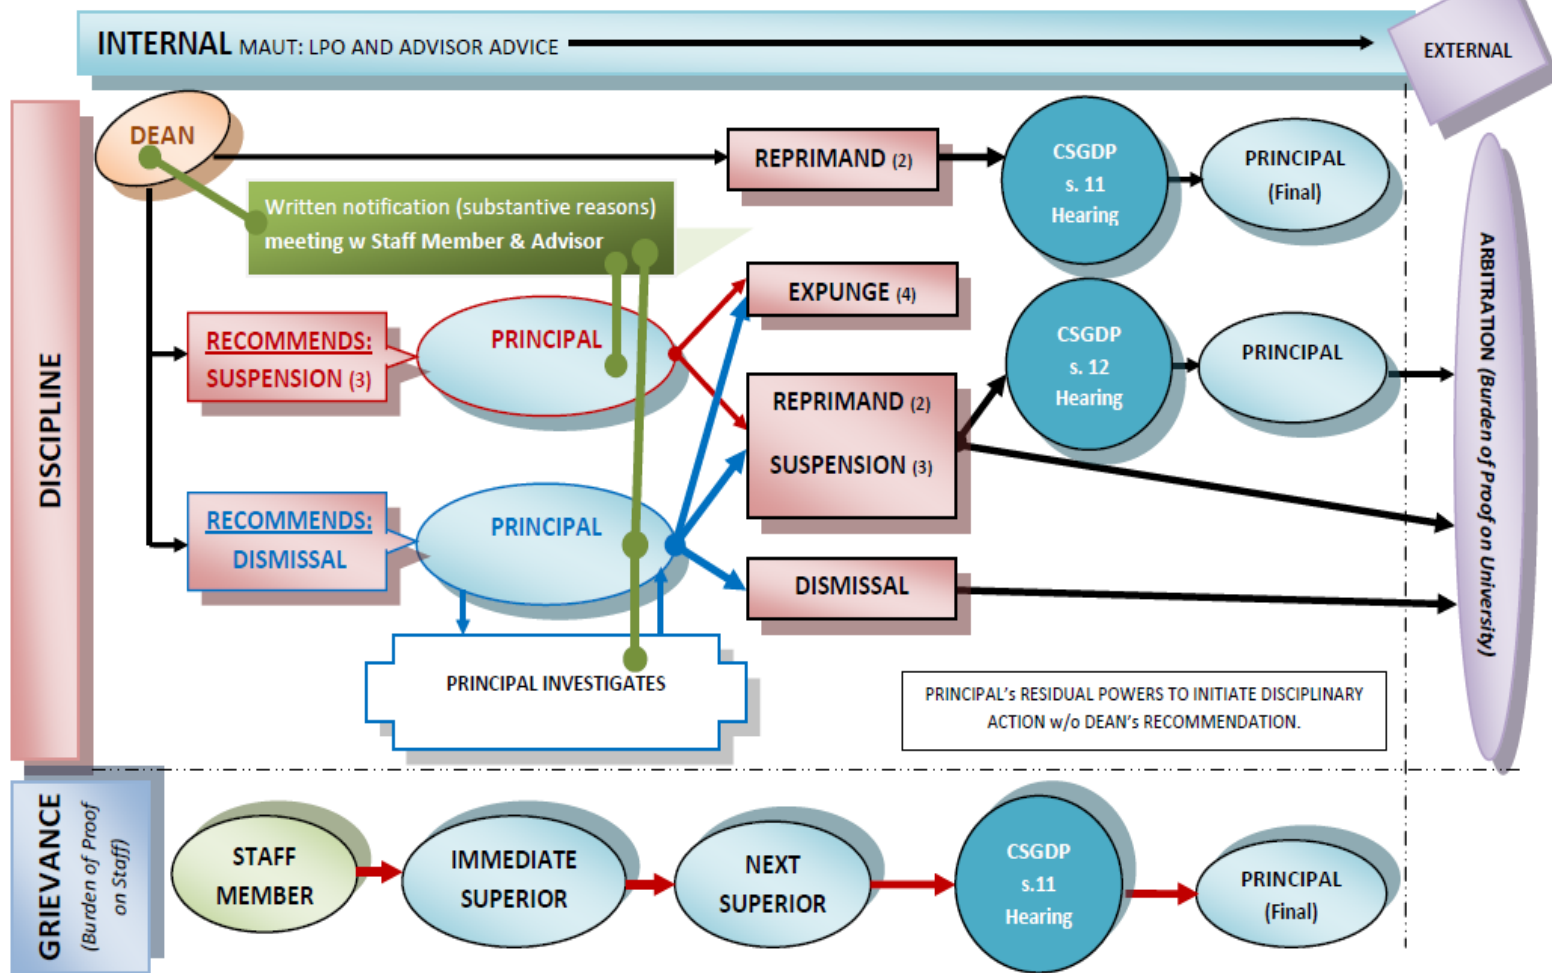 INTERNAL MAUT: LPO AND ADVISOR ADVICE
EXTERNAL
DISCIPLINE
DEAN
Written notification (substantive reasons)
meeting w Staff Member & Advisor
REPRIMAND (2)
CSGDP
s. 11
Hearing
PRINCIPAL
(Final)
RECOMMENDS:
SUSPENSION (3)
PRINCIPAL
EXPUNGE (4)
REPRIMAND (2)
SUSPENSION (3)
CSGDP
s. 12
Hearing
PRINCIPAL
RECOMMENDS:
DISMISSAL
PRINCIPAL
DISMISSAL
PRINCIPAL INVESTIGATES
PRINCIPAL's RESIDUAL POWERS TO INITIATE DISCIPLINARY
ACTION w/o DEAN's RECOMMENDATION.
ARBITRATION (Burden of Proof on University)
GRIEVANCE
(Burden of Proof
on Staff)
STAFF
MEMBER
IMMEDIATE
SUPERIOR
NEXT
SUPERIOR
CSGDP
s.11
Hearing
PRINCIPAL
(Final)